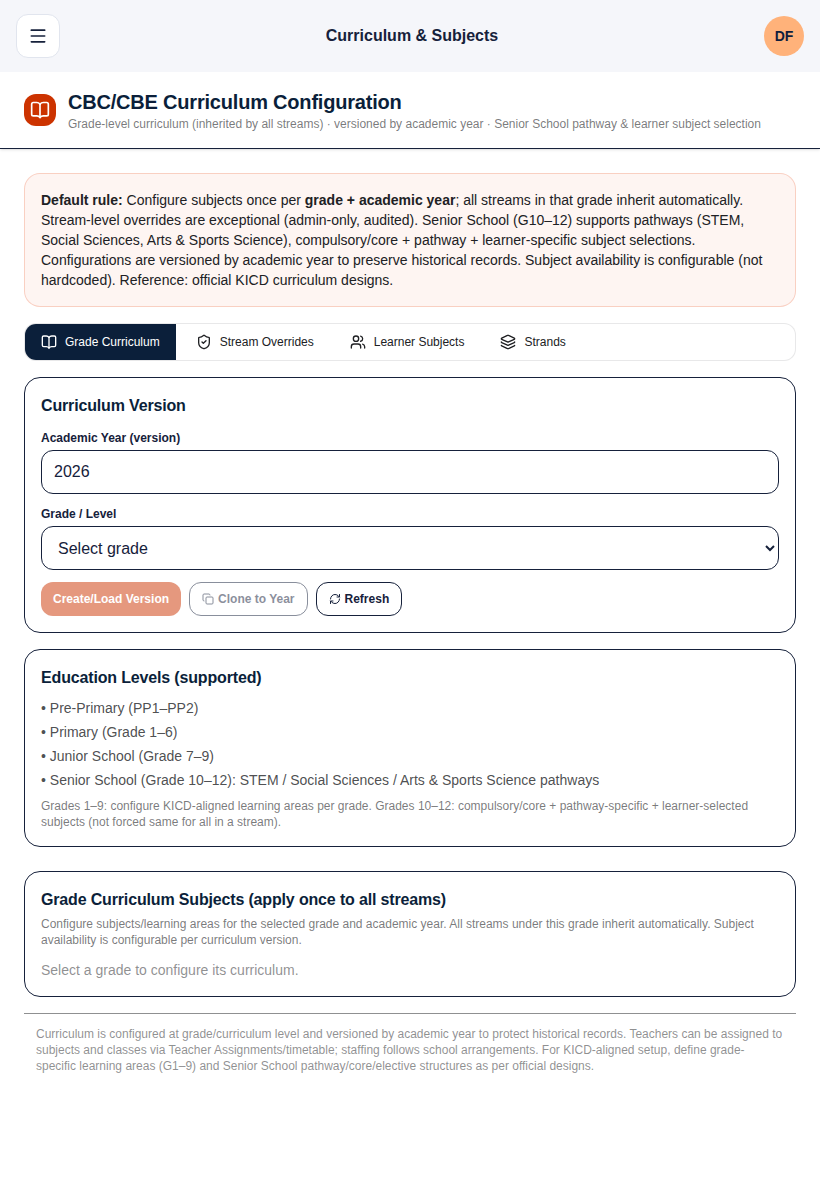 Curriculum & Subjects
DF
CBC/CBE Curriculum Configuration
Grade-level curriculum (inherited by all streams) · versioned by academic year · Senior School pathway & learner subject selection
Default rule: Configure subjects once per grade + academic year; all streams in that grade inherit automatically.
Stream-level overrides are exceptional (admin-only, audited). Senior School (G10–12) supports pathways (STEM,
Social Sciences, Arts & Sports Science), compulsory/core + pathway + learner-specific subject selections.
Configurations are versioned by academic year to preserve historical records. Subject availability is configurable (not
hardcoded). Reference: official KICD curriculum designs.
Grade Curriculum
Stream Overrides
Learner Subjects
Strands
Curriculum Version
Academic Year (version)
2026
Grade / Level
Select grade
Create/Load Version
Clone to Year
Refresh
Education Levels (supported)
• Pre-Primary (PP1–PP2)
• Primary (Grade 1–6)
• Junior School (Grade 7–9)
• Senior School (Grade 10–12): STEM / Social Sciences / Arts & Sports Science pathways
Grades 1–9: configure KICD-aligned learning areas per grade. Grades 10–12: compulsory/core + pathway-specific + learner-selected
subjects (not forced same for all in a stream).
Grade Curriculum Subjects (apply once to all streams)
Configure subjects/learning areas for the selected grade and academic year. All streams under this grade inherit automatically. Subject
availability is configurable per curriculum version.
Select a grade to configure its curriculum.
Curriculum is configured at grade/curriculum level and versioned by academic year to protect historical records. Teachers can be assigned to
subjects and classes via Teacher Assignments/timetable; staffing follows school arrangements. For KICD-aligned setup, define grade-
specific learning areas (G1–9) and Senior School pathway/core/elective structures as per official designs.